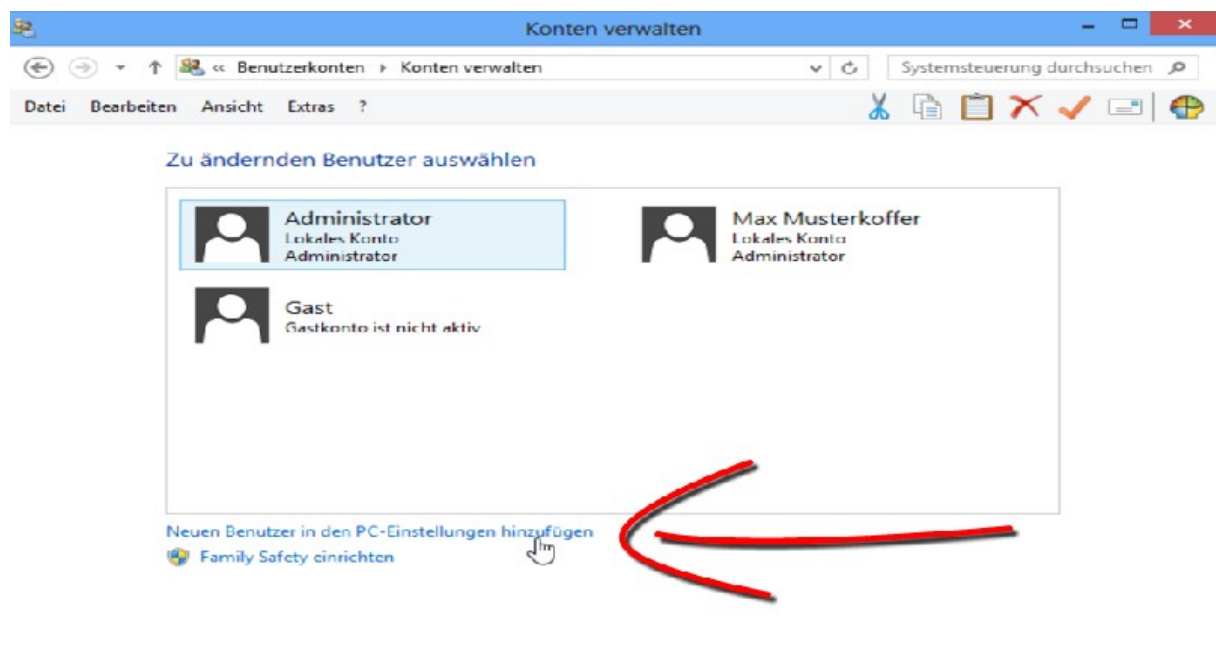 Konten verwalten
« Benutzerkonten Konten verwalten
Systemsteuerung durchsuchen
Datei Bearbeiten Ansicht Extras ?
Zu ändernden Benutzer auswählen
Administrator
Lokales Konto
Administrator
Max Musterkoffer
Lokales Konto
Administrator
Gast
Gastkonto ist nicht aktiv
Neuen Benutzer in den PC-Einstellungen hinzufügen
Family Safety einrichten